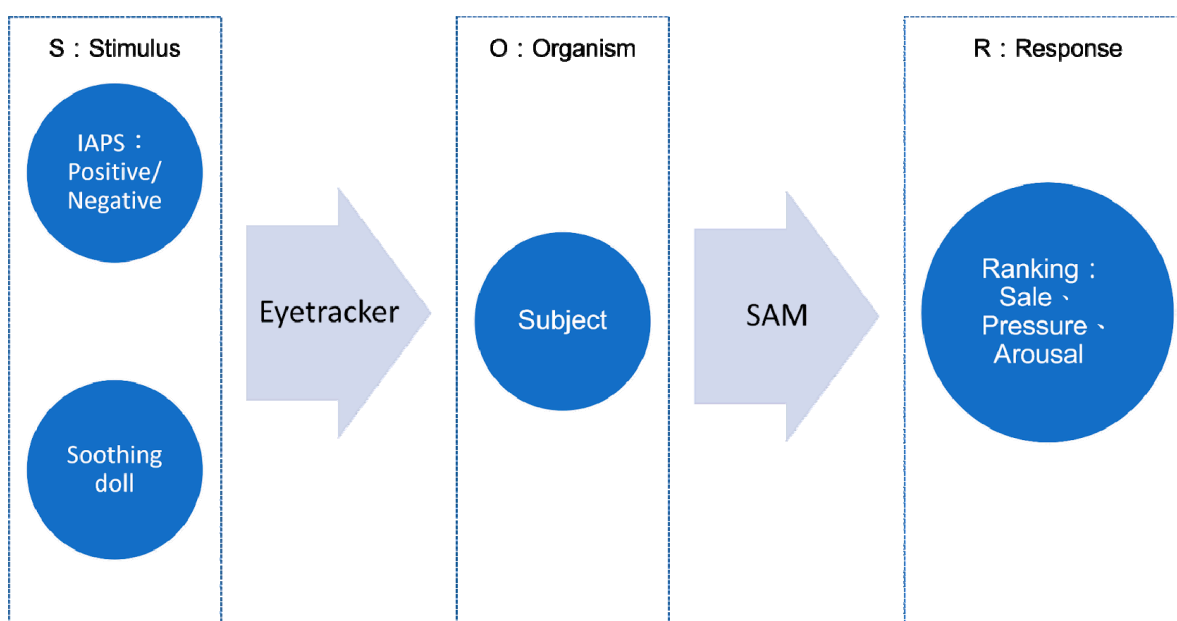 S：Stimulus
IAPS：
Positive/
Negative
Soothing
doll
Eyetracker
O：Organism
Subject
SAM
R：Response
Ranking：
Sale、
Pressure、
Arousal